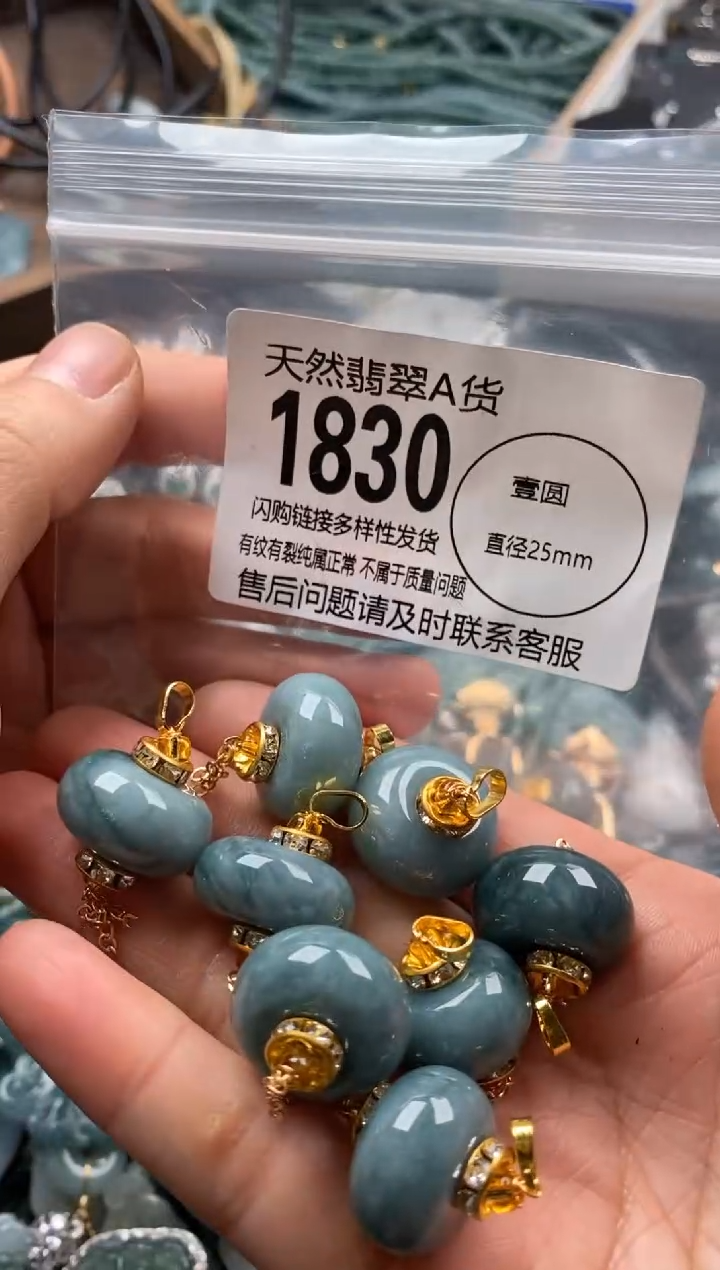 天然翡翠A货
1830
闪购链接多样性发货
有纹有裂纯属正常 不属于质量问题
售后问题请及时联系客服
壹圆
直径25mm